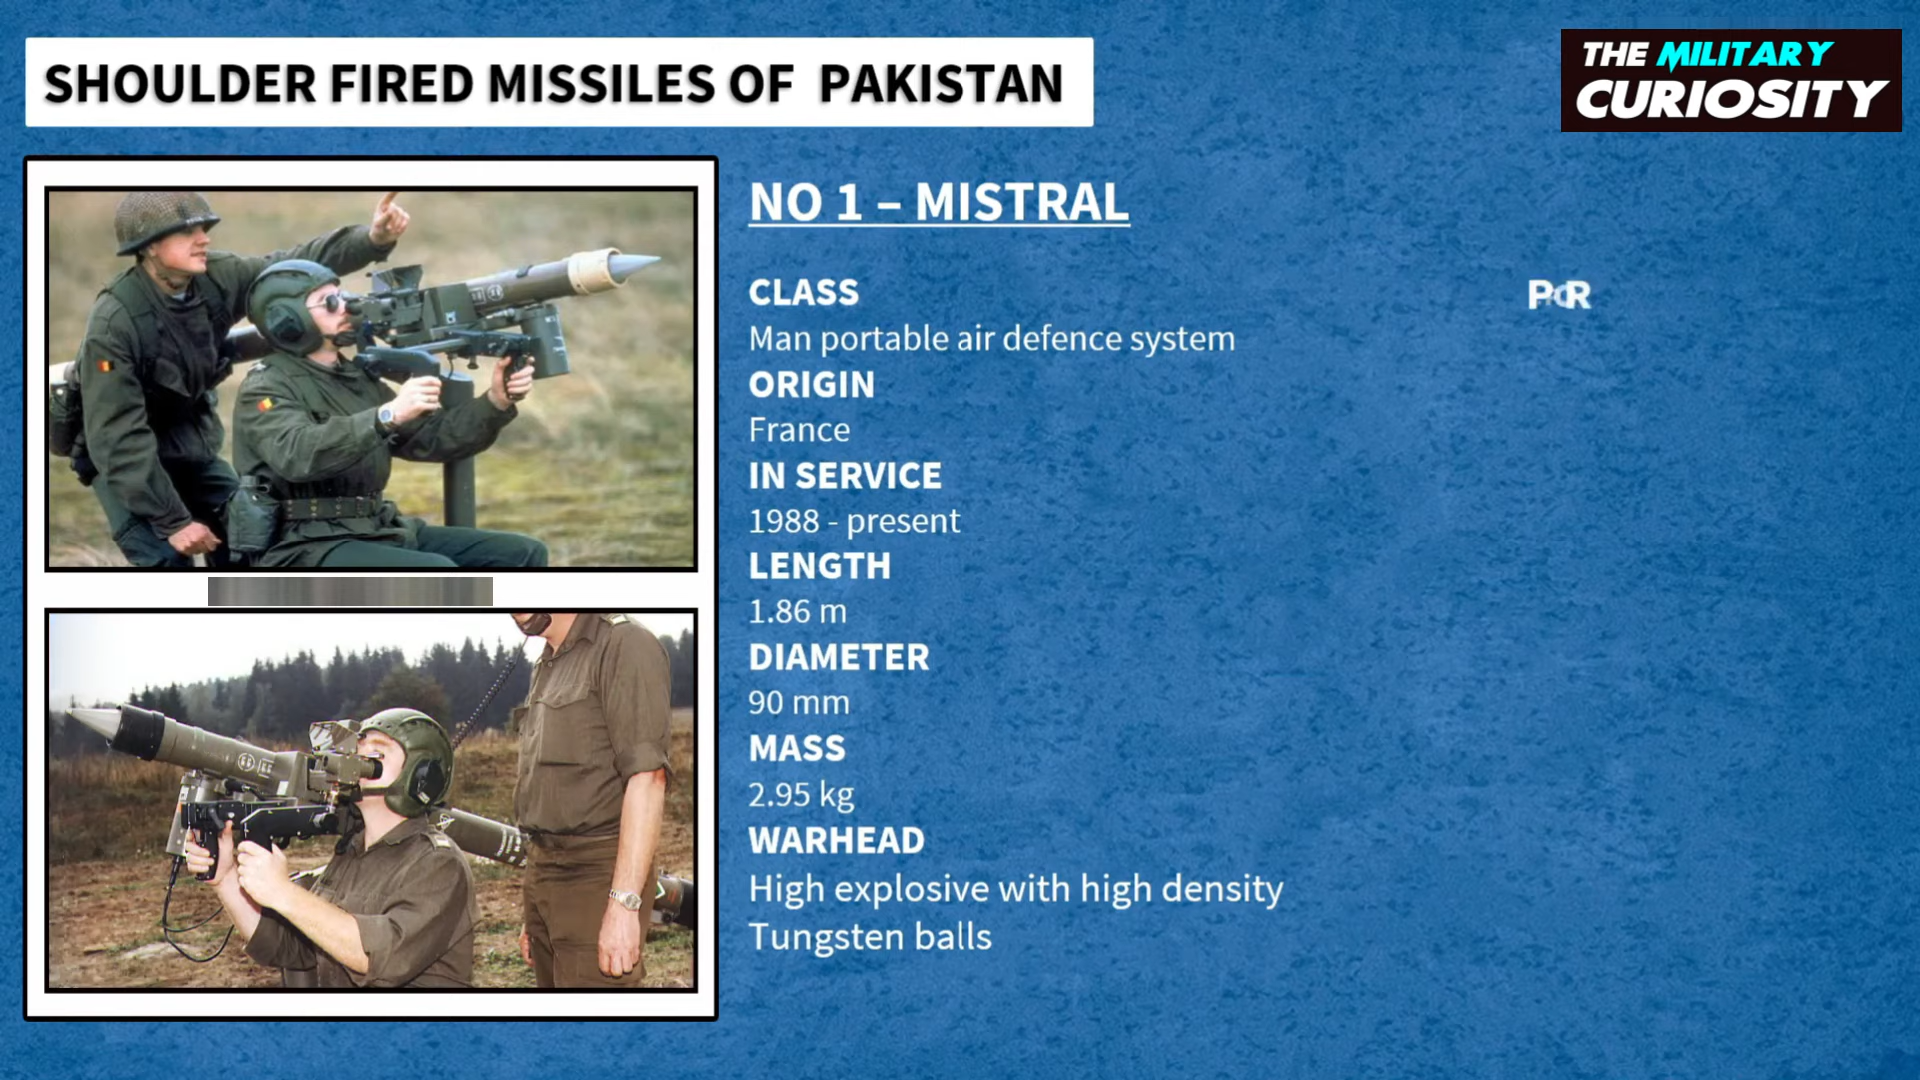 SHOULDER FIRED MISSILES OF PAKISTAN
THE MILITARY
CURIOSITY
NO 1 – MISTRAL
CLASS
Man portable air defence system
ORIGIN
France
IN SERVICE
1988 - present
LENGTH
1.86 m
DIAMETER
90 mm
MASS
2.95 kg
WARHEAD
High explosive with high density
Tungsten balls